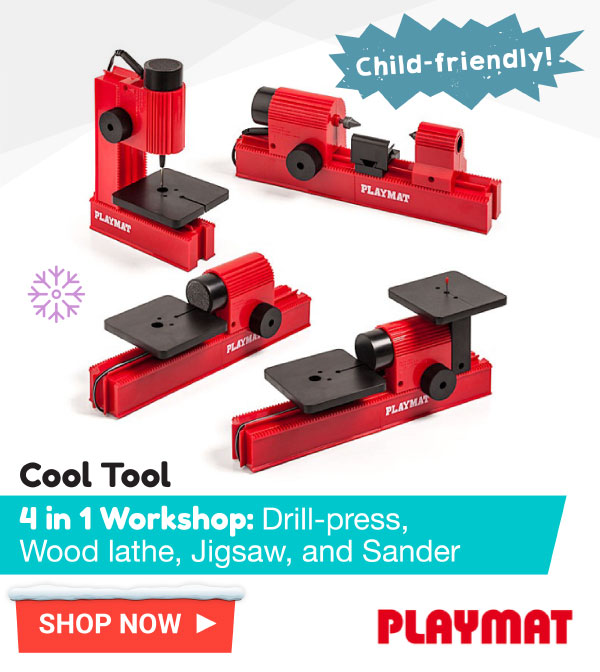 Child-friendly!
PLAYMAT
PLAYMAT
PLAYMAT
PLAYMAT
Cool Tool
4 in 1 Workshop: Drill-press,
Wood lathe, Jigsaw, and Sander
SHOP NOW ▶
PLAYMAT